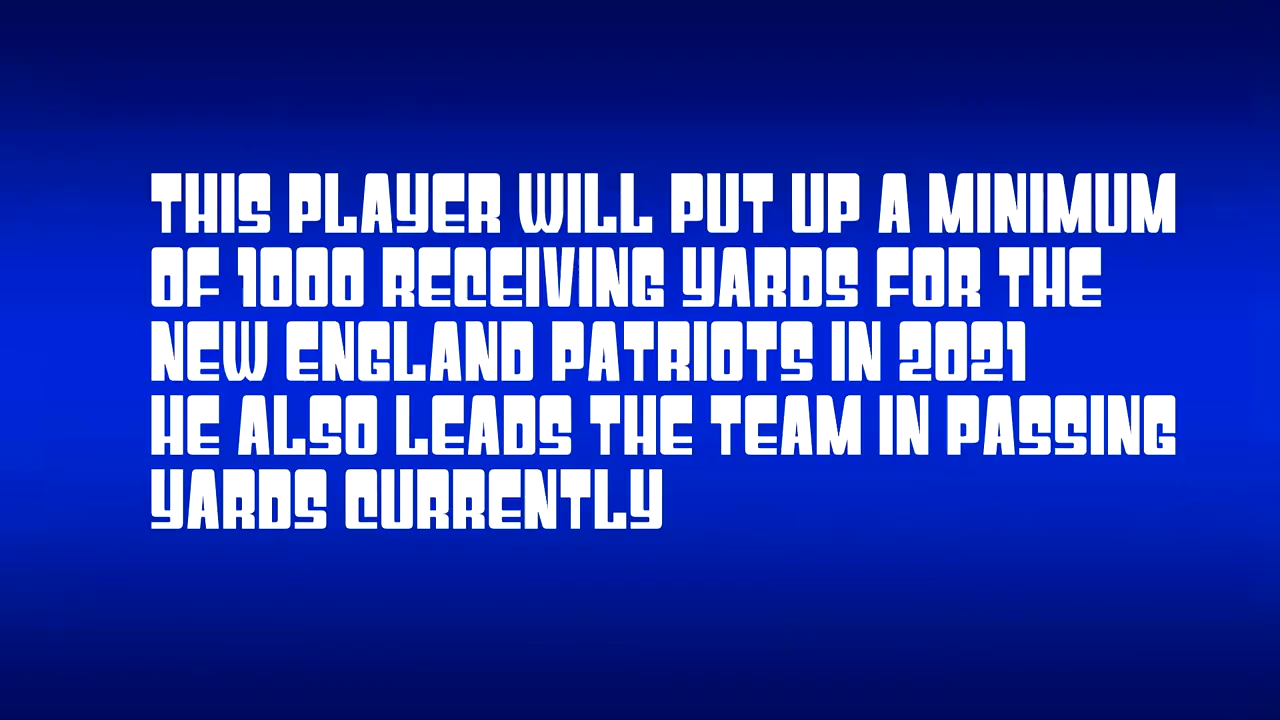 THIS PLAYER WILL PUT UP A MINIMUM
OF 1000 RECEIVING YARDS FOR THE
NEW ENGLAND PATRIOTS IN 2021
HE ALSO LEADS THE TEAM IN PASSING
YARDS CURRENTLY